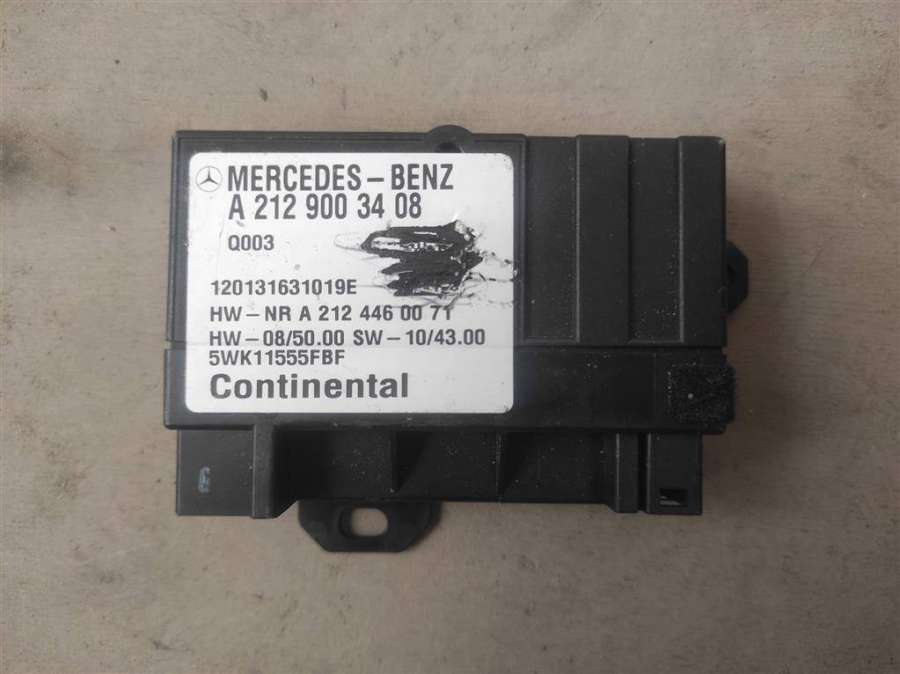 MERCEDES-BENZ
A 212 900 34 08
Q003
120131631019E
HW-NR A 212 446 00 71
HW-08/50.00 SW-10/43.00
5WK11555FBF
Continental